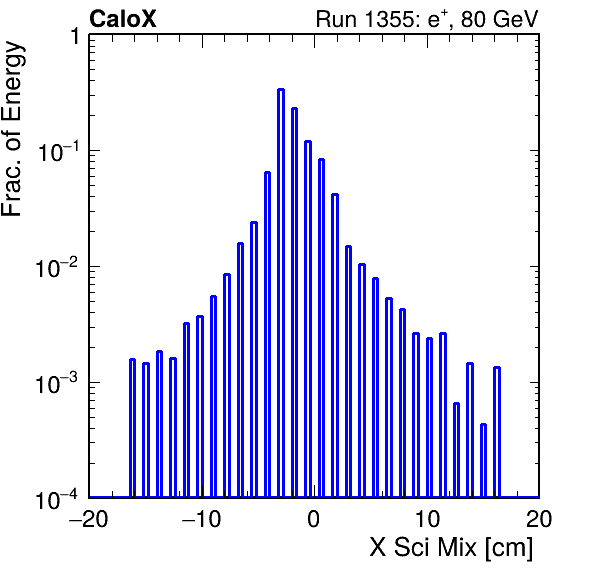 CaloX Run 1355: e⁺, 80 GeV
Frac. of Energy
1
10⁻¹
10⁻²
10⁻³
10⁻⁴
−20 −10 0 10 20
X Sci Mix [cm]